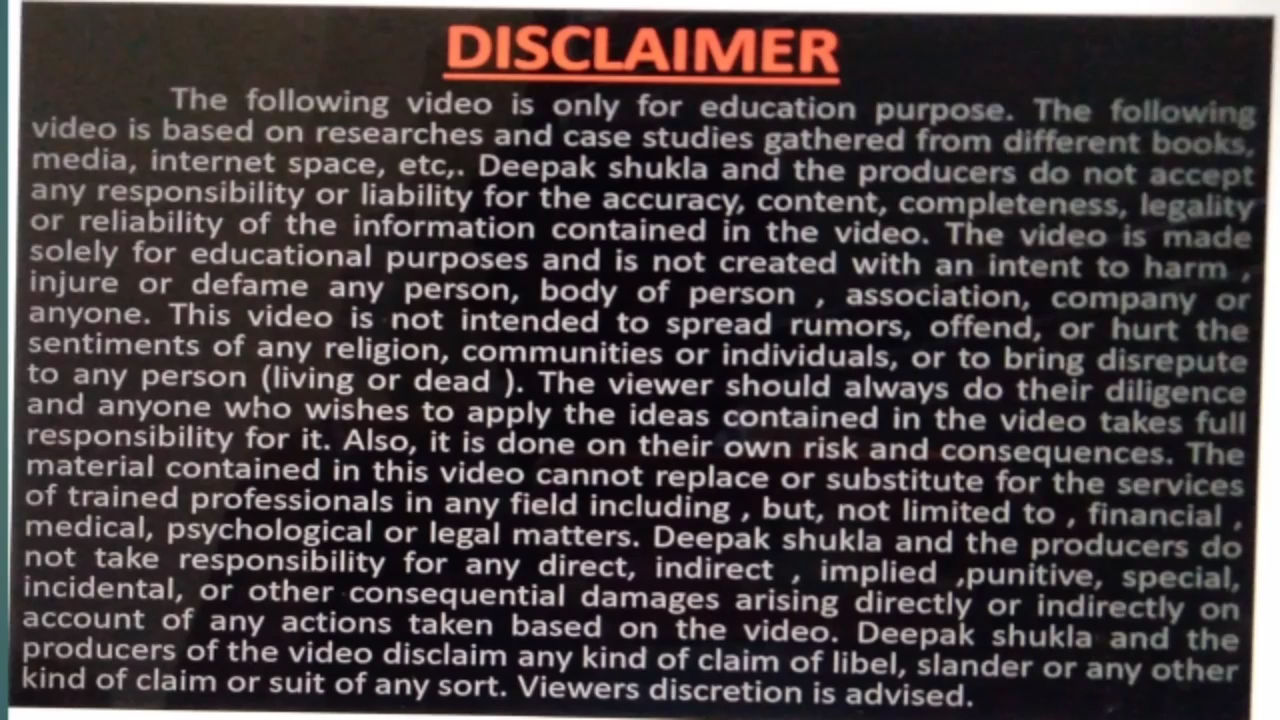 DISCLAIMER
The following video is only for education purpose. The following
video is based on researches and case studies gathered from different books,
media, internet space, etc,. Deepak shukla and the producers do not accept
any responsibility or liability for the accuracy, content, completeness, legality
or reliability of the information contained in the video. The video is made
solely for educational purposes and is not created with an intent to harm ,
injure or defame any person, body of person , association, company or
anyone. This video is not intended to spread rumors, offend, or hurt the
sentiments of any religion, communities or individuals, or to bring disrepute
to any person (living or dead ). The viewer should always do their diligence
and anyone who wishes to apply the ideas contained in the video takes full
responsibility for it. Also, it is done on their own risk and consequences. The
material contained in this video cannot replace or substitute for the services
of trained professionals in any field including , but, not limited to , financial ,
medical, psychological or legal matters. Deepak shukla and the producers do
not take responsibility for any direct, indirect , implied ,punitive, special,
incidental, or other consequential damages arising directly or indirectly on
account of any actions taken based on the video. Deepak shukla and the
producers of the video disclaim any kind of claim of libel, slander or any other
kind of claim or suit of any sort. Viewers discretion is advised.